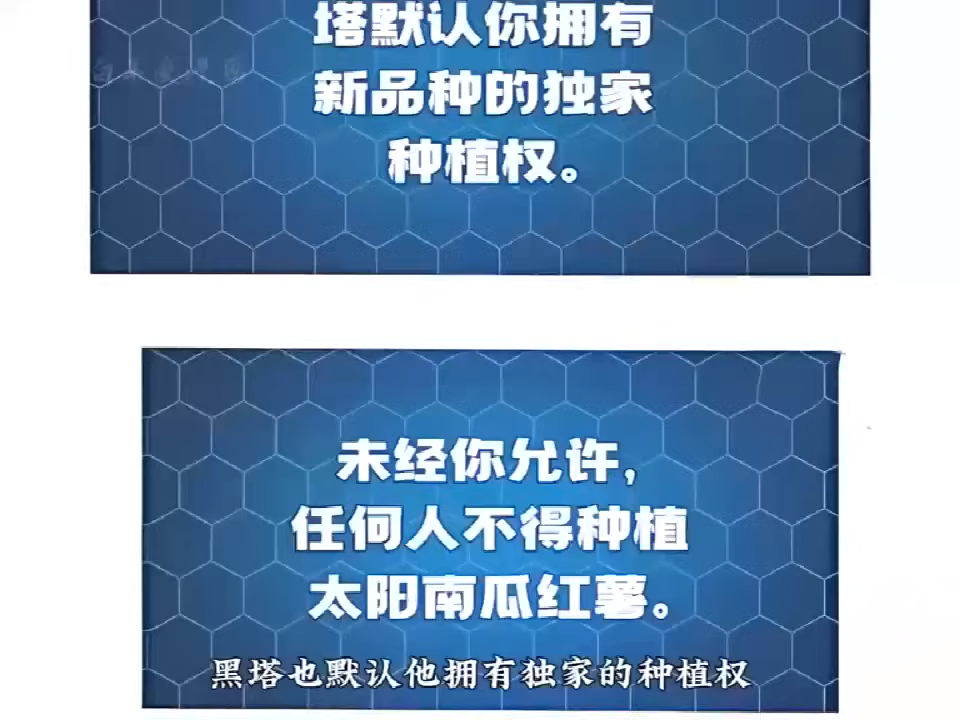 塔默认你拥有
新品种的独家
种植权。
未经你允许，
任何人不得种植
太阳南瓜红薯。
黑塔也默认他拥有独家的种植权